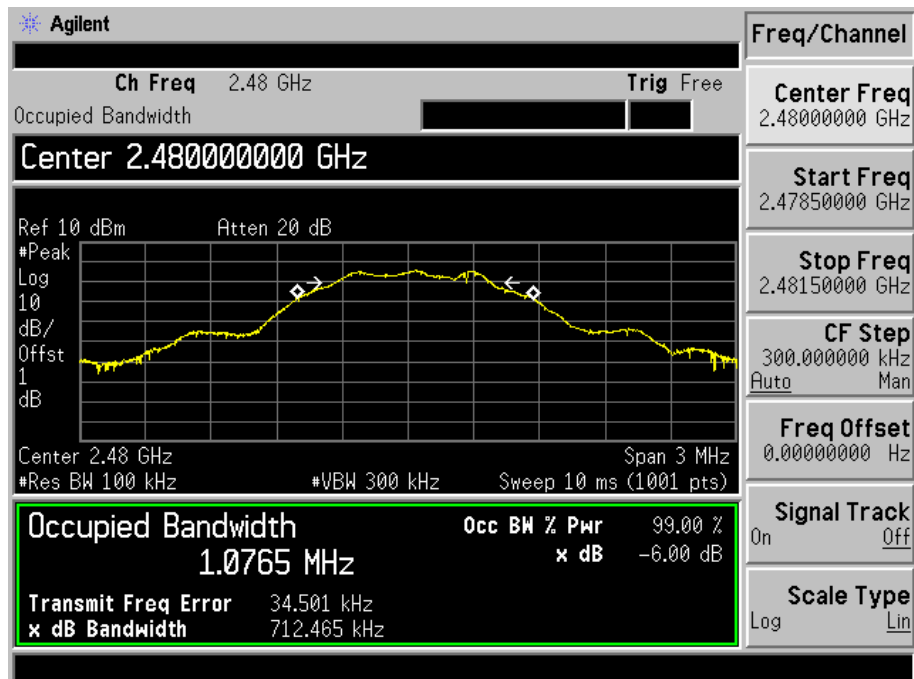 Agilent
Freq/Channel
Ch Freq 2.48 GHz Trig Free
Occupied Bandwidth
Center 2.480000000 GHz
Ref 10 dBm Atten 20 dB
#Peak
Log
10
dB/
Offst
1
dB
Center 2.48 GHz Span 3 MHz
#Res BW 100 kHz #VBW 300 kHz Sweep 10 ms (1001 pts)
Occupied Bandwidth Occ BW % Pwr 99.00 %
1.0765 MHz x dB -6.00 dB
Transmit Freq Error 34.501 kHz
x dB Bandwidth 712.465 kHz
Center Freq
2.48000000 GHz
Start Freq
2.47850000 GHz
Stop Freq
2.48150000 GHz
CF Step
300.000000 kHz
Auto Man
Freq Offset
0.00000000 Hz
Signal Track
On Off
Scale Type
Log Lin